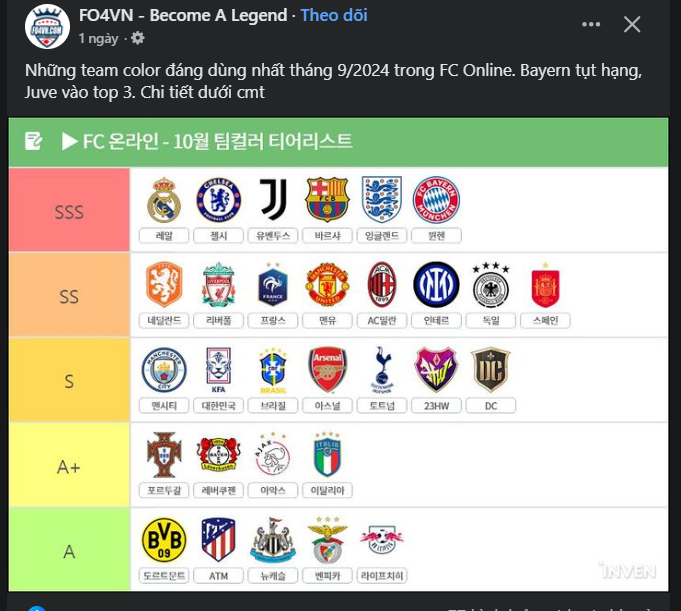 FO4VN - Become A Legend · Theo dõi
1 ngày ·
Những team color đáng dùng nhất tháng 9/2024 trong FC Online. Bayern tụt hạng,
Juve vào top 3. Chi tiết dưới cmt
▶ FC 온라인 - 10월 팀컬러 티어리스트
SSS
레알 첼시 유벤투스 바르샤 잉글랜드 뮌헨
SS
네덜란드 리버풀 프랑스 맨유 AC밀란 인테르 독일 스페인
S
맨시티 대한민국 브라질 아스널 토트넘 23HW DC
A+
포르투갈 레버쿠젠 아약스 이탈리아
A
도르트문트 ATM 뉴캐슬 벤피카 라이프치히
INVEN